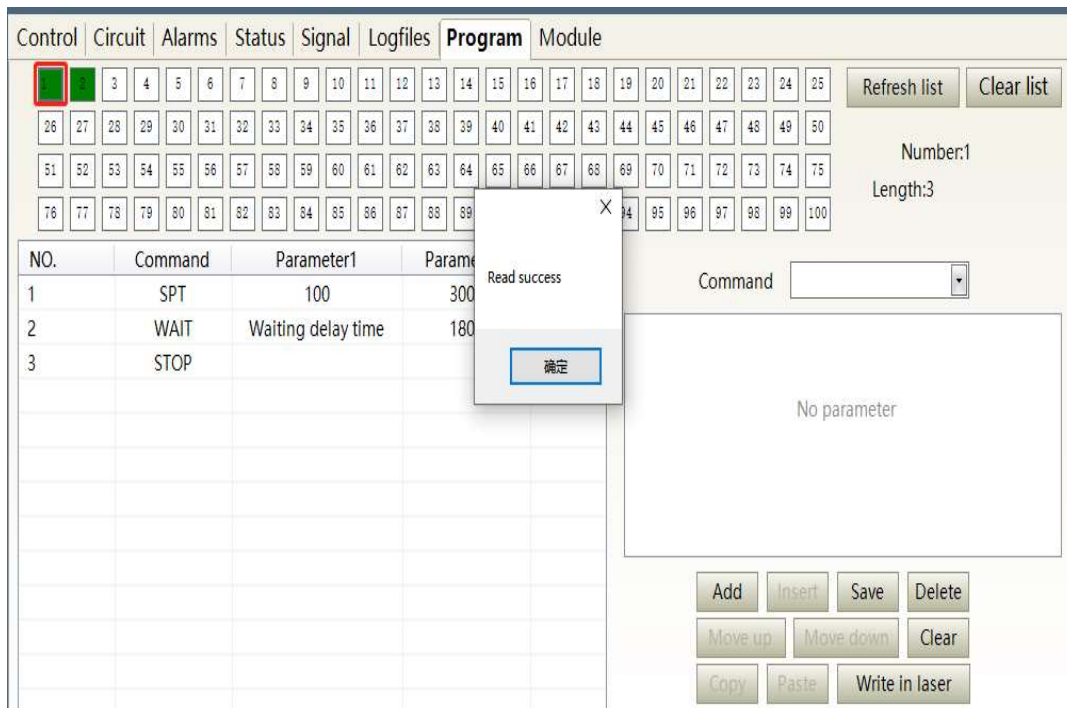 Control Circuit Alarms Status Signal Logfiles Program Module
1 2 3 4 5 6 7 8 9 10 11 12 13 14 15 16 17 18 19 20 21 22 23 24 25 Refresh list Clear list
26 27 28 29 30 31 32 33 34 35 36 37 38 39 40 41 42 43 44 45 46 47 48 49 50
Number:1
51 52 53 54 55 56 57 58 59 60 61 62 63 64 65 66 67 68 69 70 71 72 73 74 75
Length:3
76 77 78 79 80 81 82 83 84 85 86 87 88 89 X 94 95 96 97 98 99 100
NO. Command Parameter1 Parame
Read success
Command
1 SPT 100 300
2 WAIT Waiting delay time 180
3 STOP
确定
No parameter
Add Insert Save Delete
Move up Move down Clear
Copy Paste Write in laser